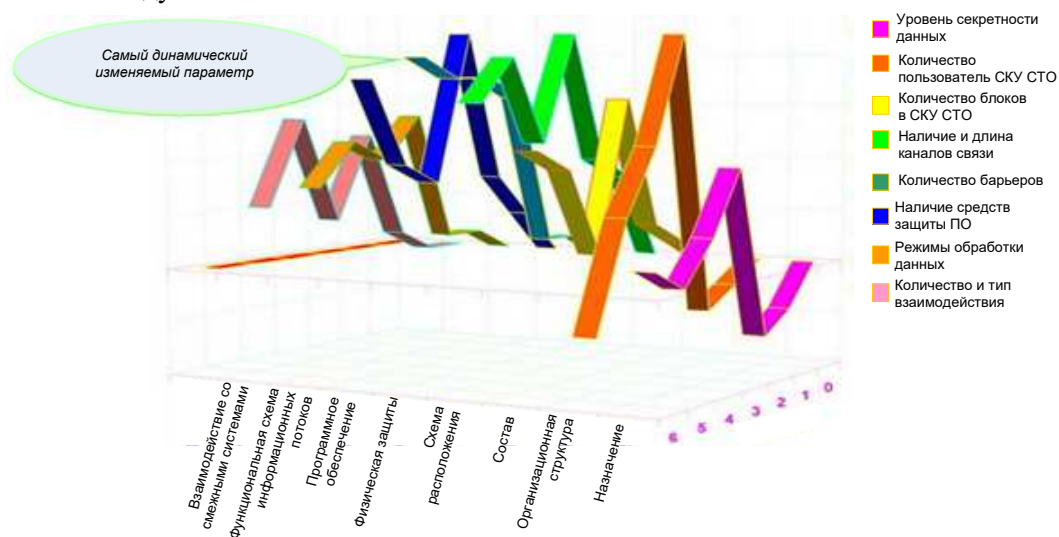 Самый динамический
изменяемый параметр
Уровень секретности
данных
Количество
пользователь СКУ СТО
Количество блоков
в СКУ СТО
Наличие и длина
каналов связи
Количество барьеров
Наличие средств
защиты ПО
Режимы обработки
данных
Количество и тип
взаимодействия
Взаимодействие со
смежными системами
Функциональная схема
информационных
потоков
Программное
обеспечение
Физическая защиты
Схема
расположения
Состав
Организационная
структура
Назначение
6 5 4 3 2 1 0